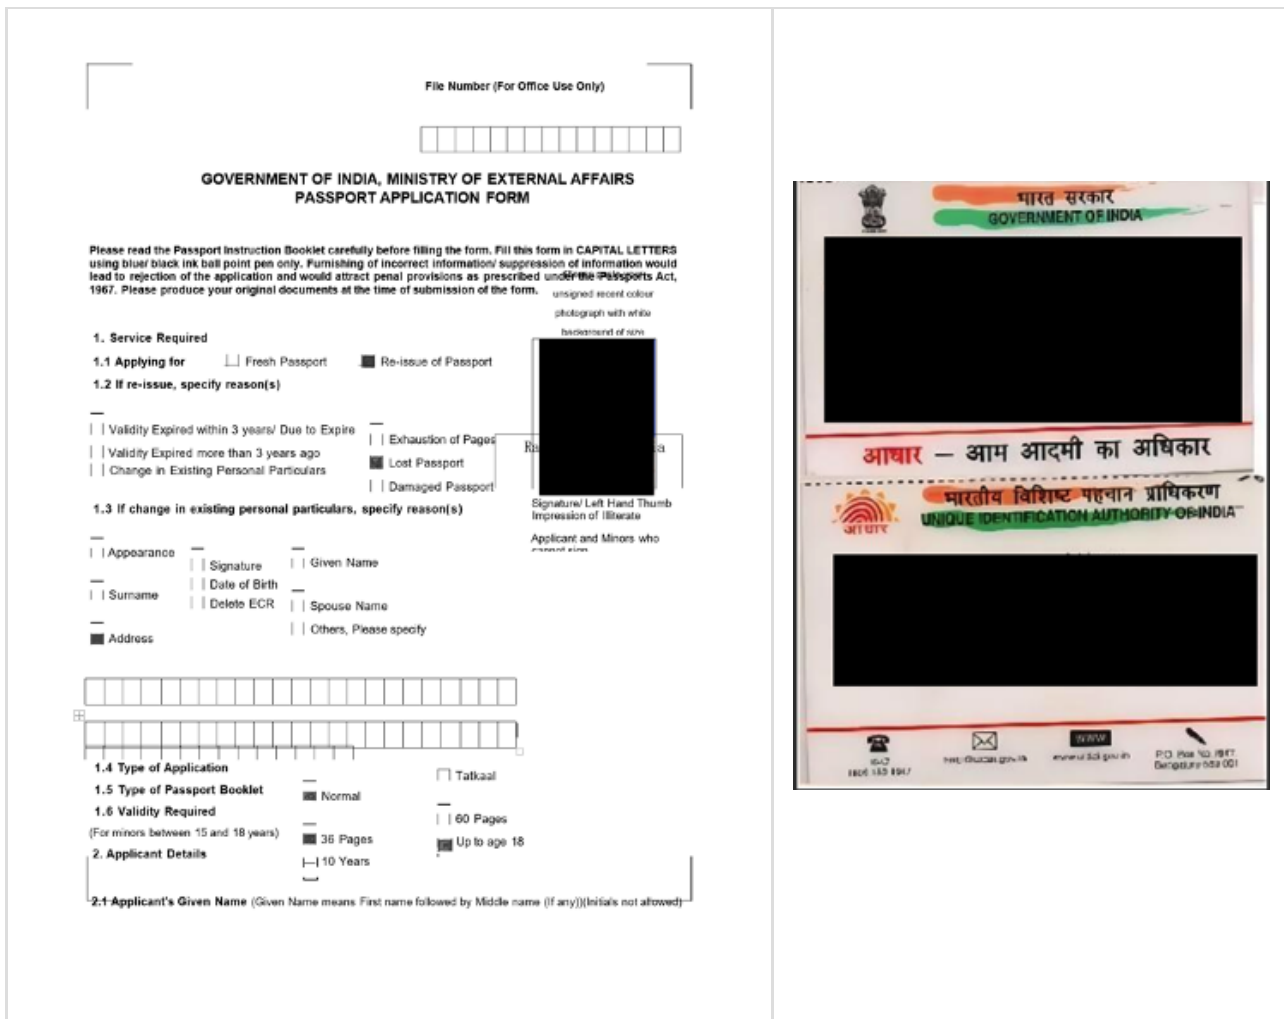 File Number (For Office Use Only)
GOVERNMENT OF INDIA, MINISTRY OF EXTERNAL AFFAIRS
PASSPORT APPLICATION FORM
Please read the Passport Instruction Booklet carefully before filling the form. Fill this form in CAPITAL LETTERS
using blue/ black ink ball point pen only. Furnishing of incorrect information/ suppression of information would
lead to rejection of the application and would attract penal provisions as prescribed under the Passports Act,
1967. Please produce your original documents at the time of submission of the form.
unsigned recent colour
photograph with white
background of size
1. Service Required
1.1 Applying for Fresh Passport Re-issue of Passport
1.2 If re-issue, specify reason(s)
Validity Expired within 3 years/ Due to Expire
Validity Expired more than 3 years ago
Change in Existing Personal Particulars
Exhaustion of Pages
Lost Passport
Damaged Passport
Signature/ Left Hand Thumb
Impression of Illiterate
Applicant and Minors who
cannot sign
1.3 If change in existing personal particulars, specify reason(s)
Appearance
Surname
Address
Signature
Date of Birth
Delete ECR
Given Name
Spouse Name
Others, Please specify
1.4 Type of Application
1.5 Type of Passport Booklet
1.6 Validity Required
(For minors between 15 and 18 years)
2. Applicant Details
Normal
36 Pages
10 Years
Tatkaal
60 Pages
Up to age 18
2.1 Applicant's Given Name (Given Name means First name followed by Middle name (If any))(Initials not allowed)
भारत सरकार
GOVERNMENT OF INDIA
आधार – आम आदमी का अधिकार
भारतीय विशिष्ट पहचान प्राधिकरण
UNIQUE IDENTIFICATION AUTHORITY OF INDIA
आधार
WWW
1947
P.O. Box No. 1947,